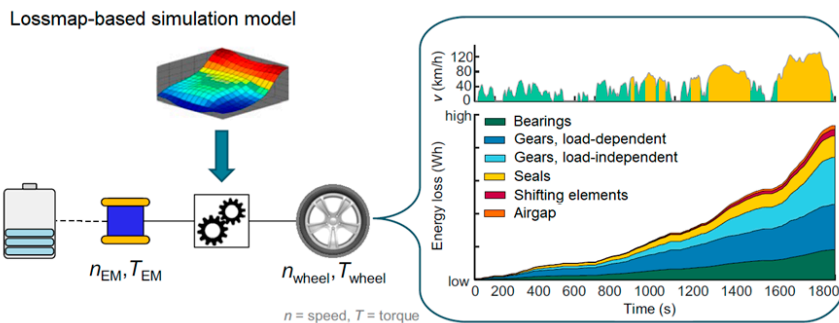 Lossmap-based simulation model
v (km/h)
120
80
40
0
high
Energy loss (Wh)
low
Bearings
Gears, load-dependent
Gears, load-independent
Seals
Shifting elements
Airgap
0 200 400 600 800 1000 1200 1400 1600 1800
Time (s)
nEM,TEM
nwheel,Twheel
n = speed, T = torque